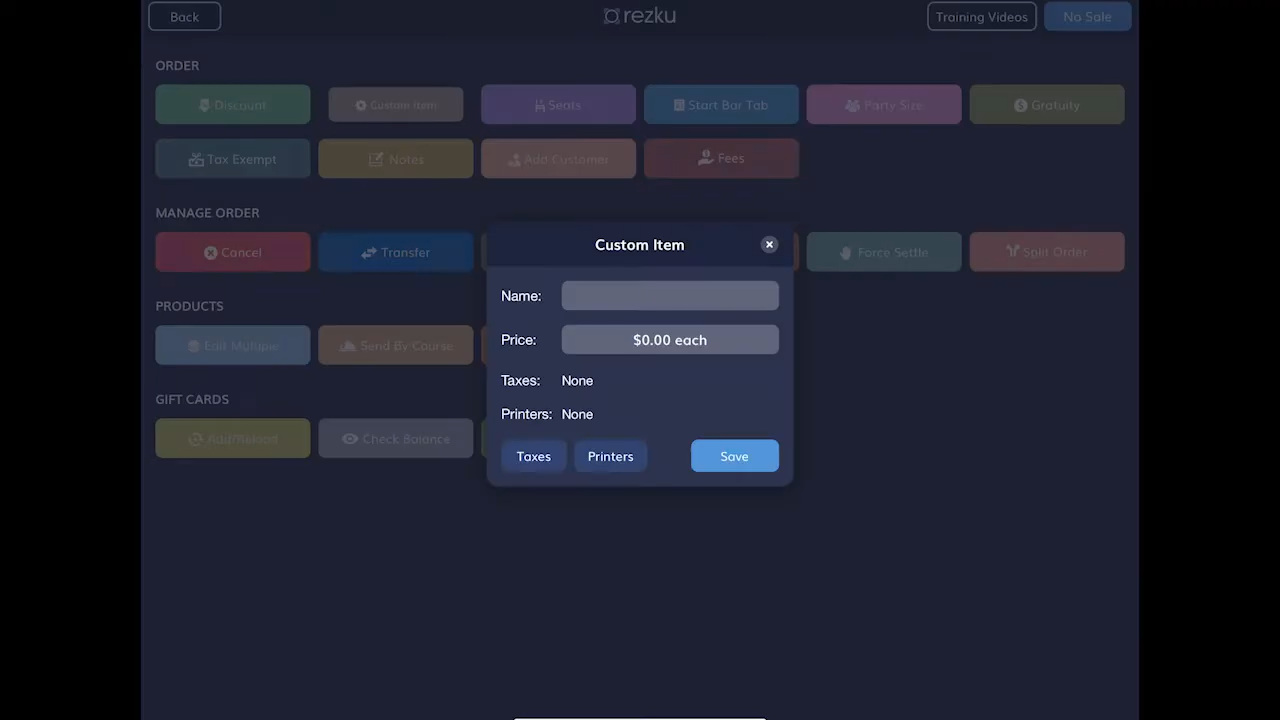 Back
rezku
Training Videos
No Sale
ORDER
Discount
Custom Item
Seats
Start Bar Tab
Party Size
Gratuity
Tax Exempt
Notes
Add Customer
Fees
MANAGE ORDER
Cancel
Transfer
Force Settle
Split Order
PRODUCTS
Edit Multiple
Send By Course
GIFT CARDS
Add/Reload
Check Balance
Custom Item
Name:
Price: $0.00 each
Taxes: None
Printers: None
Taxes
Printers
Save